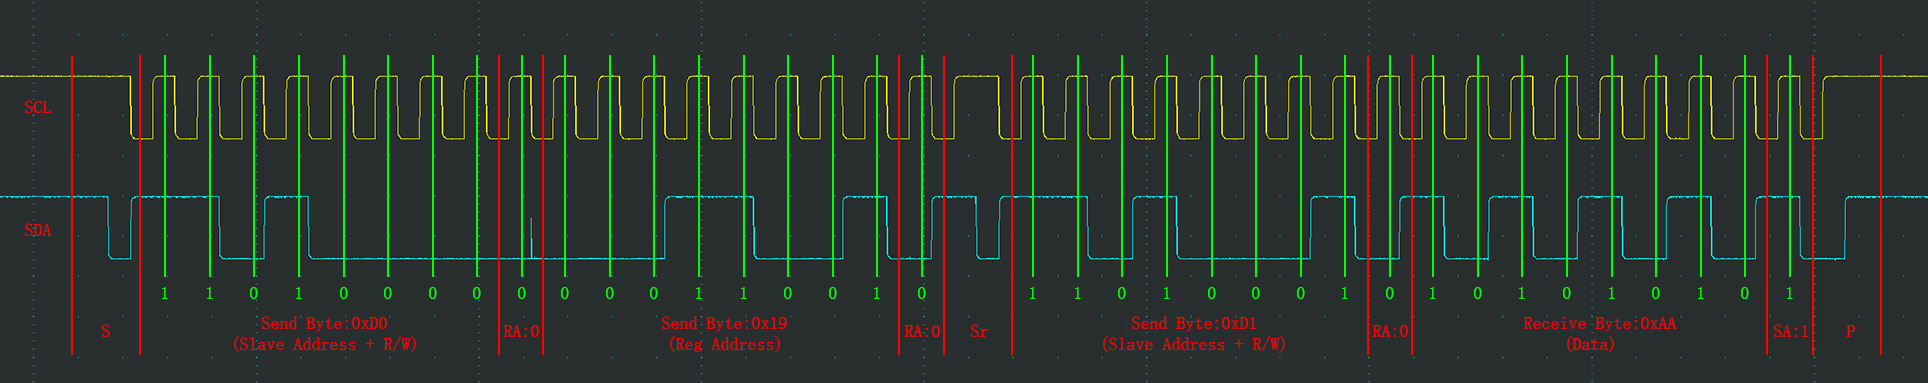 SCL
SDA
1 1 0 1 0 0 0 0 0 0 0 0 1 1 0 0 1 0 1 1 0 1 0 0 0 1 0 1 0 1 0 1 0 1 0 1
S
Send Byte:0xD0
(Slave Address + R/W)
RA:0
Send Byte:0x19
(Reg Address)
RA:0
Sr
Send Byte:0xD1
(Slave Address + R/W)
RA:0
Receive Byte:0xAA
(Data)
SA:1
P